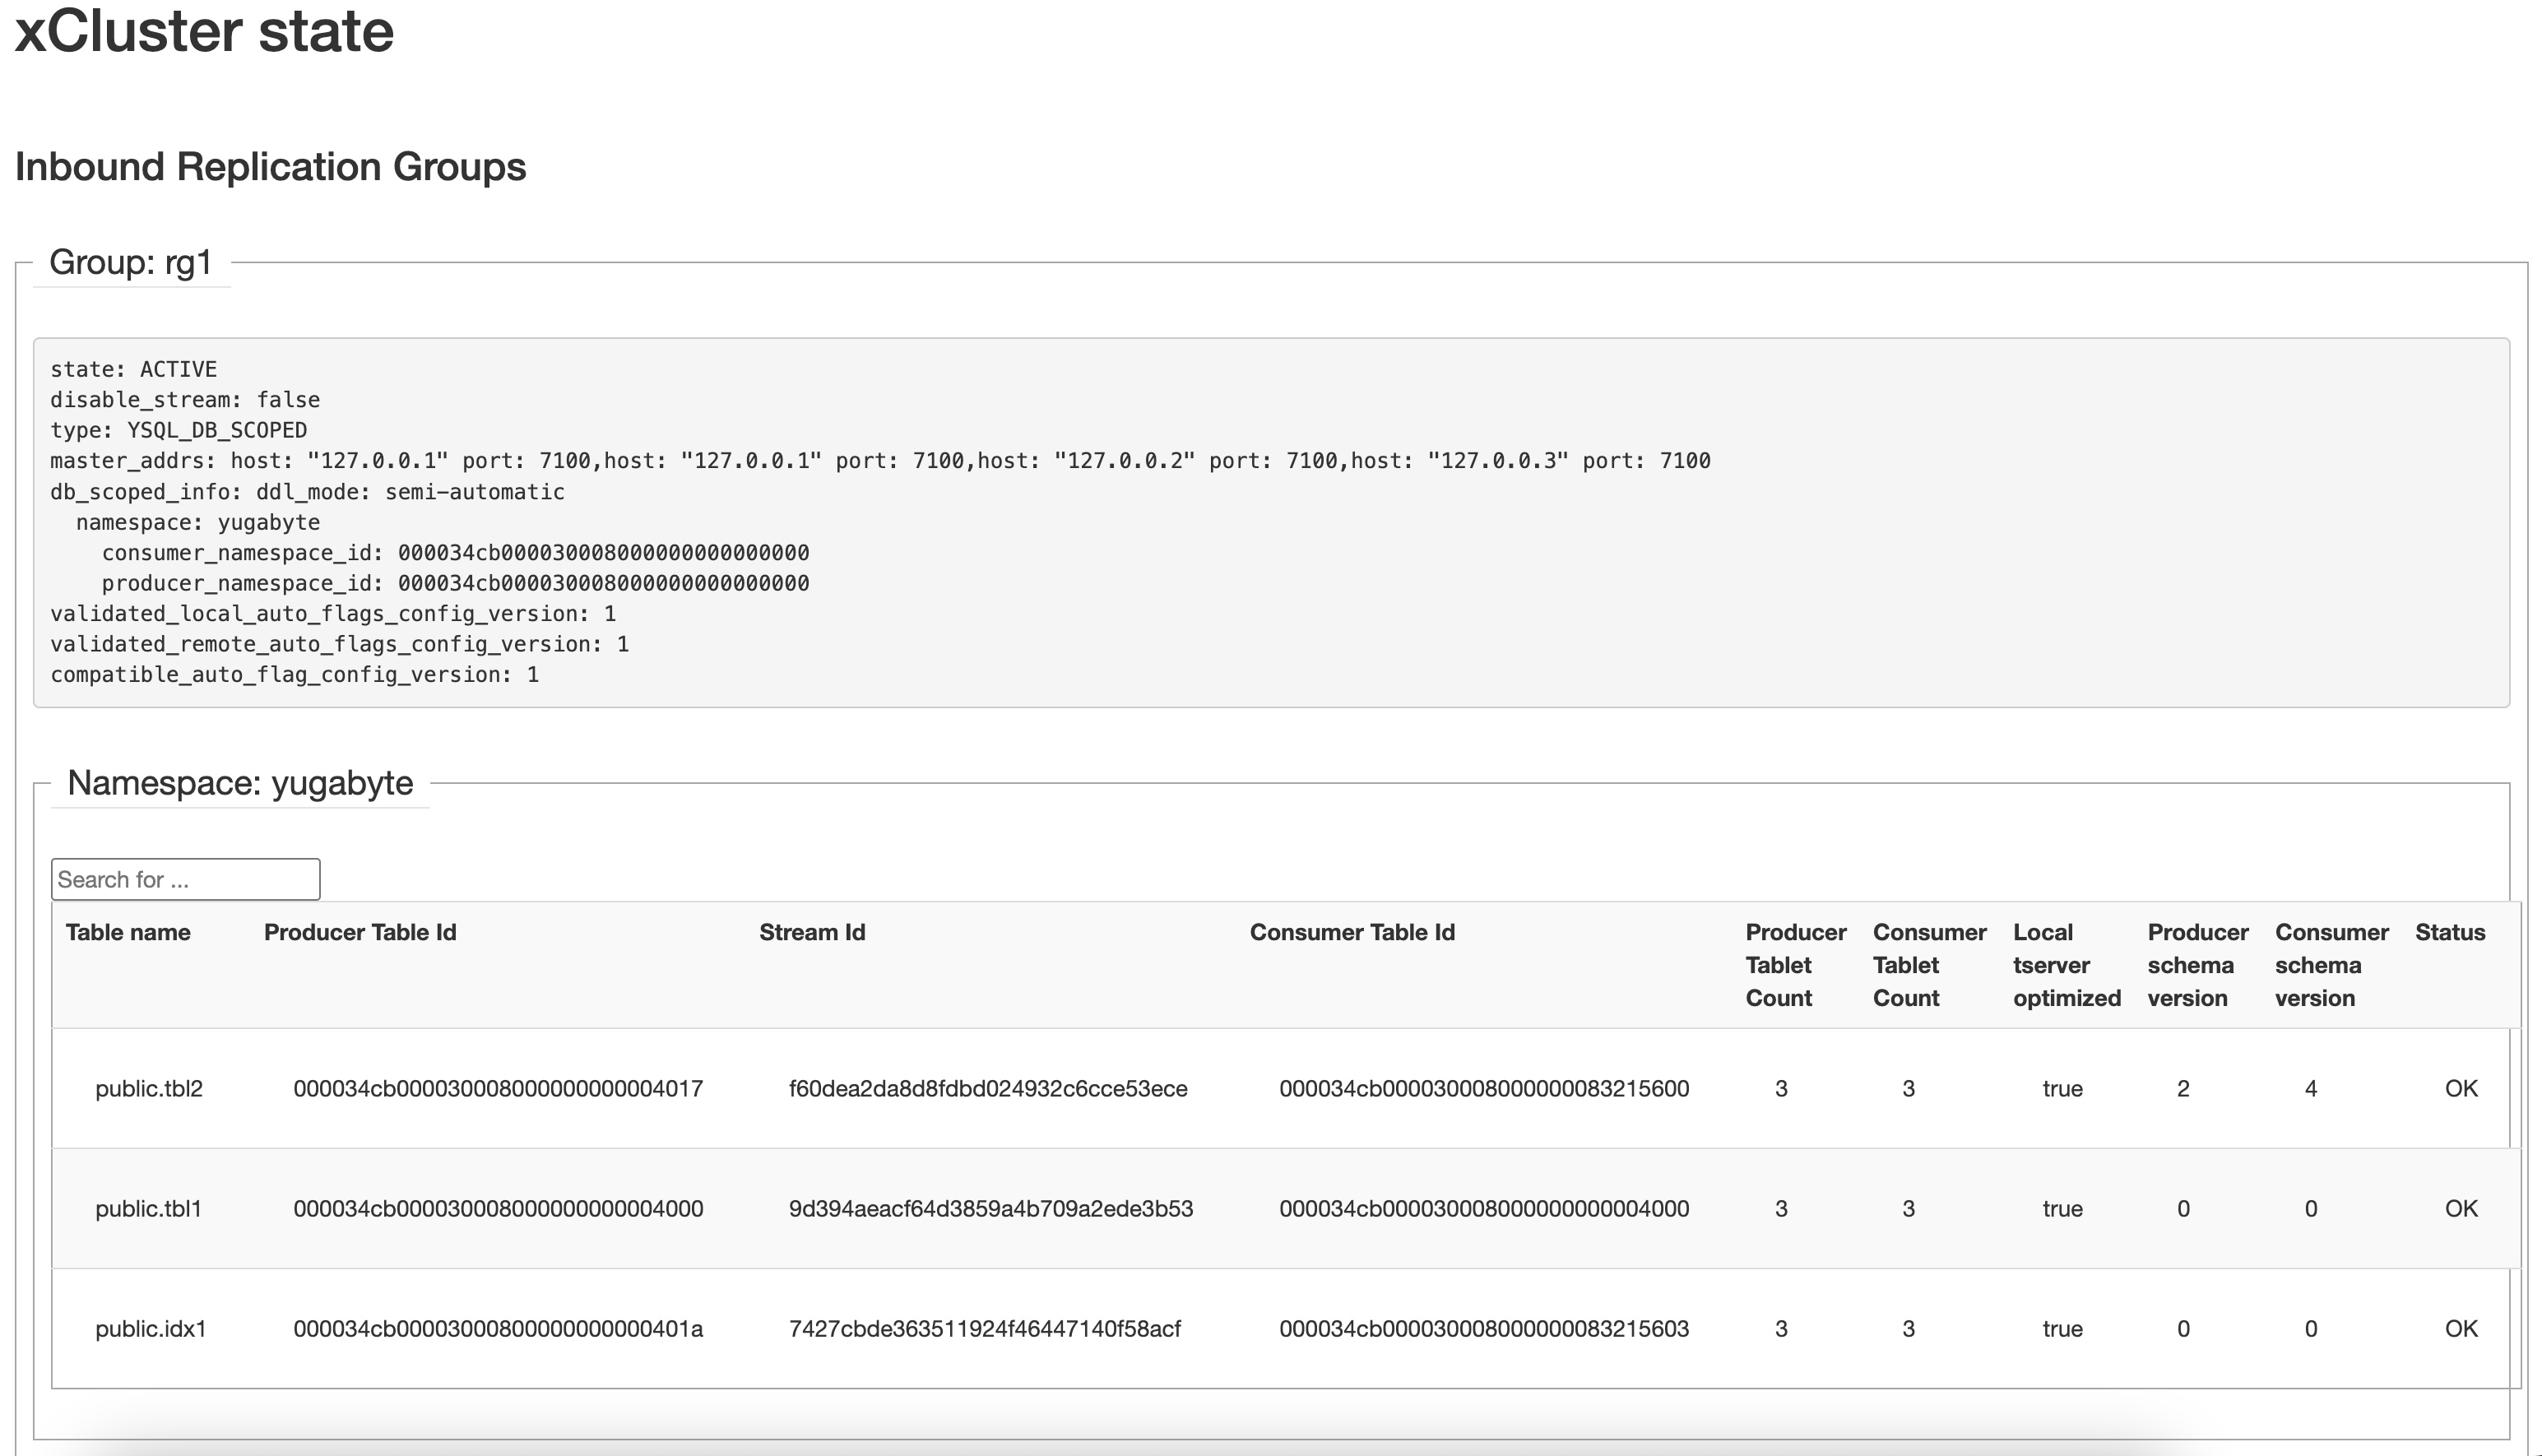 xCluster state
Inbound Replication Groups
Group: rg1
state: ACTIVE
disable_stream: false
type: YSQL_DB_SCOPED
master_addrs: host: "127.0.0.1" port: 7100,host: "127.0.0.1" port: 7100,host: "127.0.0.2" port: 7100,host: "127.0.0.3" port: 7100
db_scoped_info: ddl_mode: semi-automatic
  namespace: yugabyte
    consumer_namespace_id: 000034cb000030008000000000000000
    producer_namespace_id: 000034cb000030008000000000000000
validated_local_auto_flags_config_version: 1
validated_remote_auto_flags_config_version: 1
compatible_auto_flag_config_version: 1
Namespace: yugabyte
Search for ...
Table name Producer Table Id Stream Id Consumer Table Id Producer Tablet Count Consumer Tablet Count Local tserver optimized Producer schema version Consumer schema version Status
public.tbl2 000034cb000030008000000000004017 f60dea2da8d8fdbd024932c6cce53ece 000034cb000030008000000083215600 3 3 true 2 4 OK
public.tbl1 000034cb000030008000000000004000 9d394aeacf64d3859a4b709a2ede3b53 000034cb000030008000000000004000 3 3 true 0 0 OK
public.idx1 000034cb00003000800000000000401a 7427cbde363511924f46447140f58acf 000034cb000030008000000083215603 3 3 true 0 0 OK